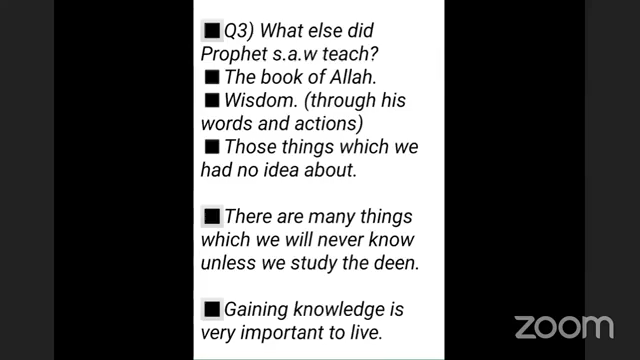 ■ Q3) What else did
Prophet s.a.w teach?
■ The book of Allah.
■ Wisdom. (through his
words and actions)
■ Those things which we
had no idea about.
■ There are many things
which we will never know
unless we study the deen.
■ Gaining knowledge is
very important to live.
zoom